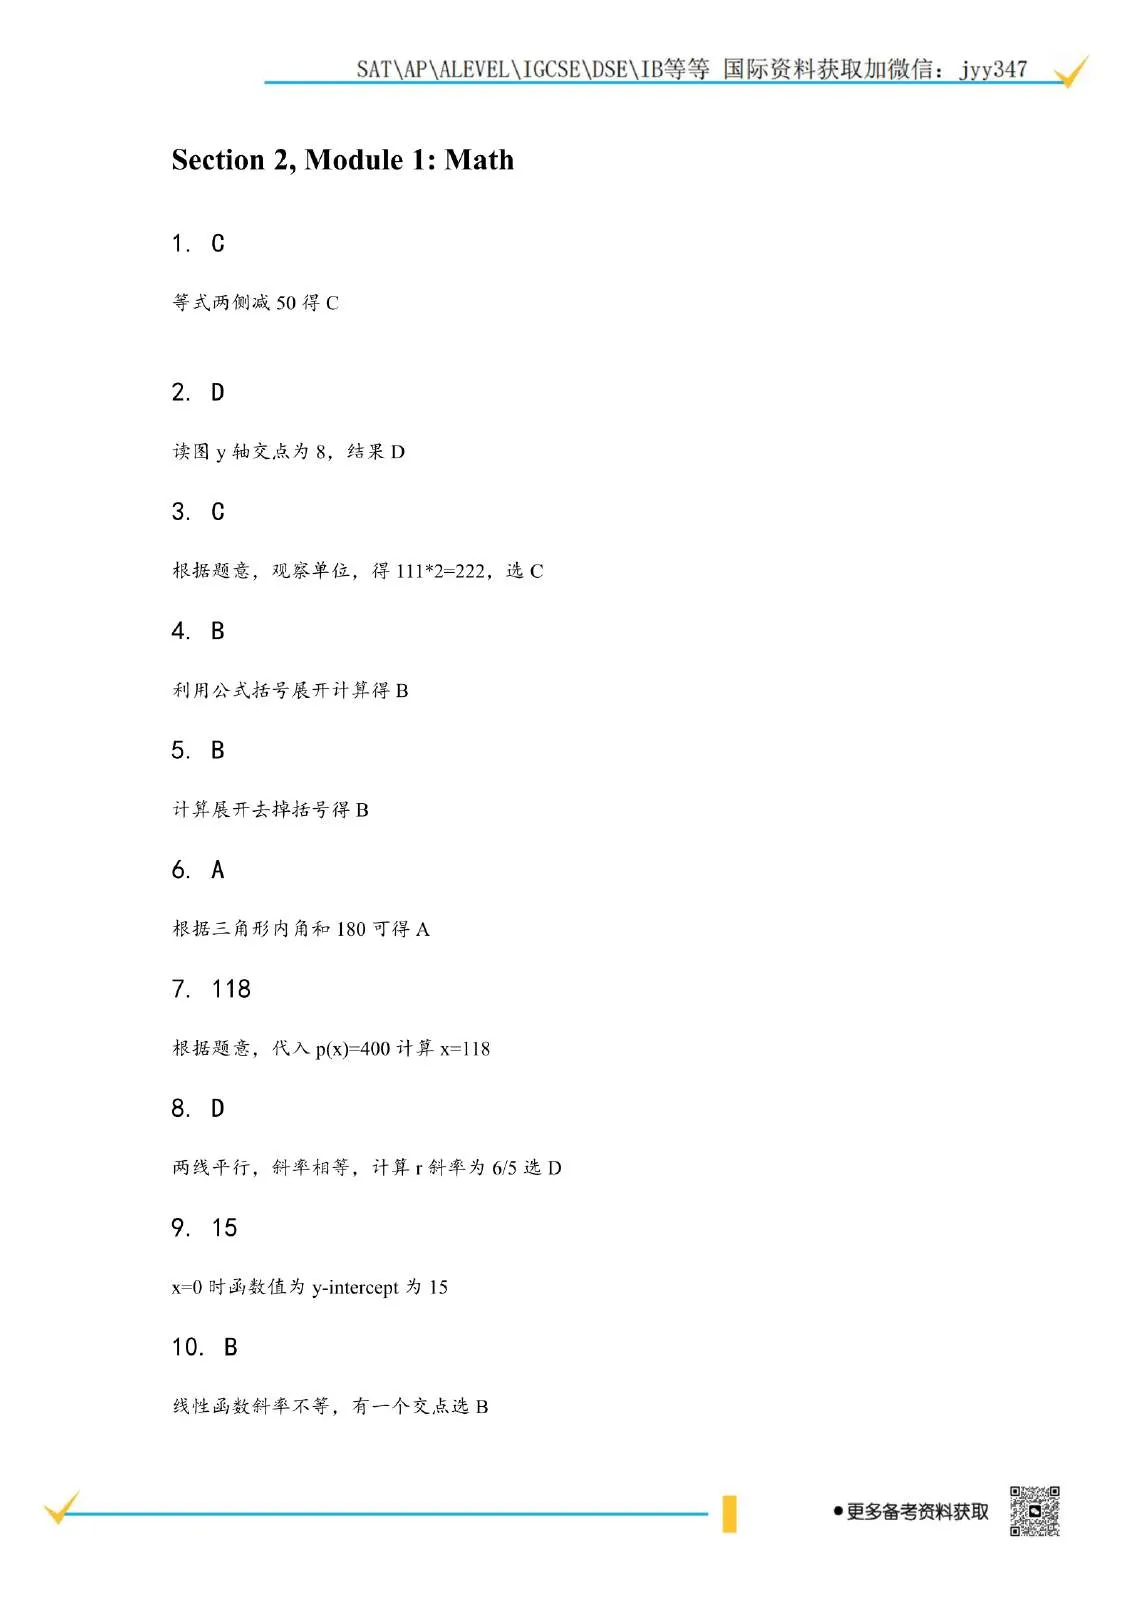 SAT\AP\ALEVEL\IGCSE\DSE\IB等等 国际资料获取加微信：jyy347
Section 2, Module 1: Math
1. C
等式两侧减 50 得 C
2. D
读图 y 轴交点为 8，结果 D
3. C
根据题意，观察单位，得 111*2=222，选 C
4. B
利用公式括号展开计算得 B
5. B
计算展开去掉括号得 B
6. A
根据三角形内角和 180 可得 A
7. 118
根据题意，代入 p(x)=400 计算 x=118
8. D
两线平行，斜率相等，计算 r 斜率为 6/5 选 D
9. 15
x=0 时函数值为 y-intercept 为 15
10. B
线性函数斜率不等，有一个交点选 B
●更多备考资料获取